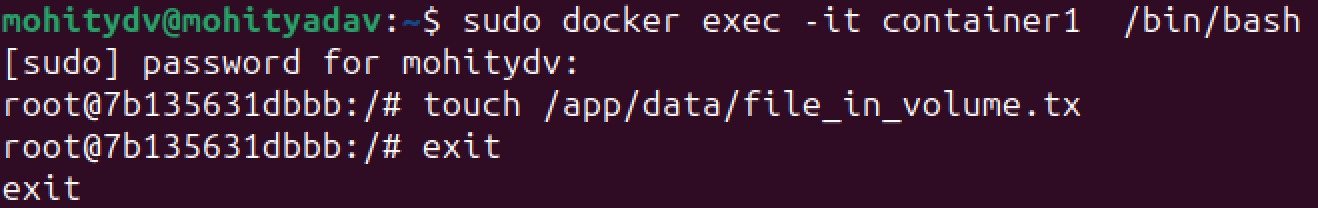 mohitydv@mohityadav:~$ sudo docker exec -it container1  /bin/bash
[sudo] password for mohitydv:
root@7b135631dbbb:/# touch /app/data/file_in_volume.tx
root@7b135631dbbb:/# exit
exit